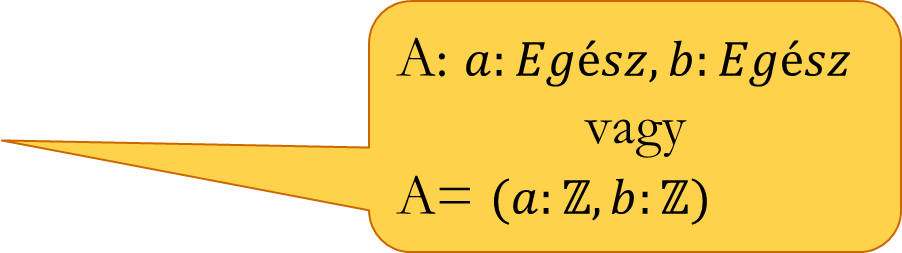 A: a: Egész, b: Egész
vagy
A= (a: ℤ, b: ℤ)